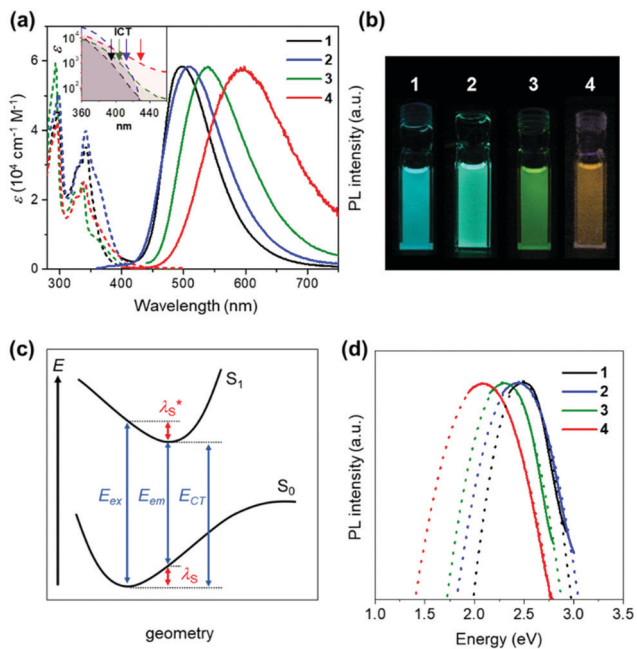 (a)
ICT
ε
10⁴
10³
10²
360 400 440
nm
1
2
3
4
6
4
2
0
ε (10⁴ cm⁻¹ M⁻¹)
300 400 500 600 700
Wavelength (nm)
PL intensity (a.u.)
(b)
1 2 3 4
(c)
E
S₁
λS*
Eex Eem ECT
S₀
λS
geometry
(d)
1
2
3
4
PL intensity (a.u.)
1.0 1.5 2.0 2.5 3.0 3.5
Energy (eV)